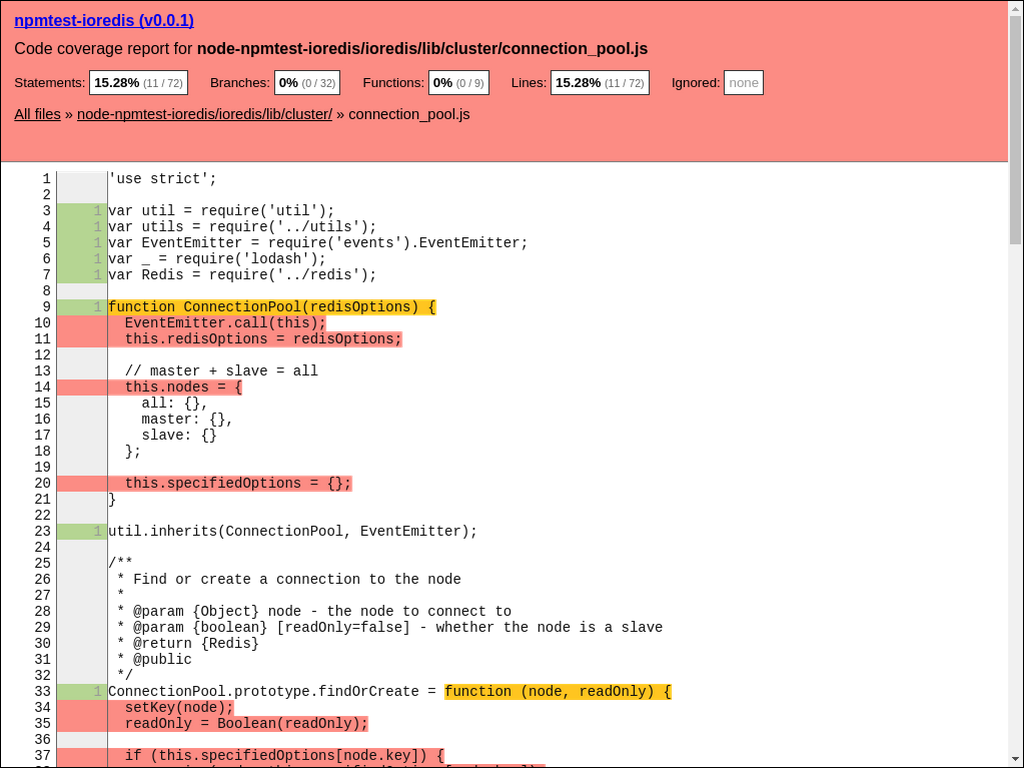 npmtest-ioredis (v0.0.1)
Code coverage report for node-npmtest-ioredis/ioredis/lib/cluster/connection_pool.js
Statements: 15.28% (11 / 72) Branches: 0% (0 / 32) Functions: 0% (0 / 9) Lines: 15.28% (11 / 72) Ignored: none
All files » node-npmtest-ioredis/ioredis/lib/cluster/ » connection_pool.js
1 'use strict';
2
3 1 var util = require('util');
4 1 var utils = require('../utils');
5 1 var EventEmitter = require('events').EventEmitter;
6 1 var _ = require('lodash');
7 1 var Redis = require('../redis');
8
9 1 function ConnectionPool(redisOptions) {
10 EventEmitter.call(this);
11 this.redisOptions = redisOptions;
12
13 // master + slave = all
14 this.nodes = {
15 all: {},
16 master: {},
17 slave: {}
18 };
19
20 this.specifiedOptions = {};
21 }
22
23 1 util.inherits(ConnectionPool, EventEmitter);
24
25 /**
26 * Find or create a connection to the node
27 *
28 * @param {Object} node - the node to connect to
29 * @param {boolean} [readOnly=false] - whether the node is a slave
30 * @return {Redis}
31 * @public
32 */
33 1 ConnectionPool.prototype.findOrCreate = function (node, readOnly) {
34 setKey(node);
35 readOnly = Boolean(readOnly);
36
37 if (this.specifiedOptions[node.key]) {